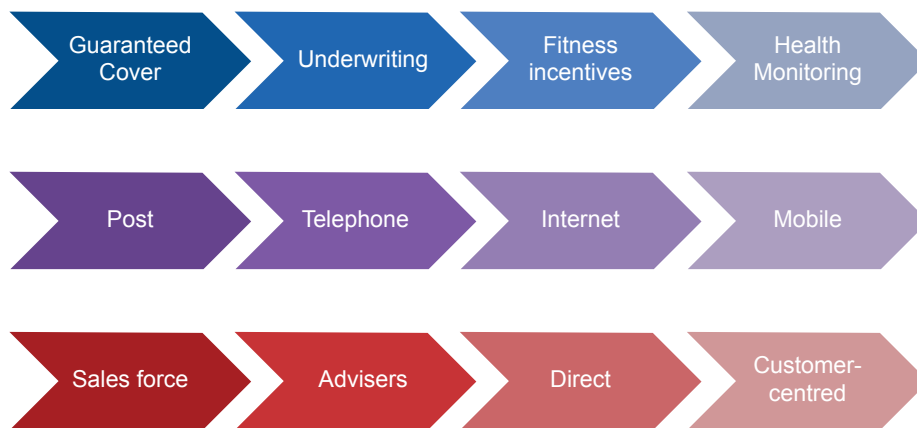 Guaranteed
Cover
Underwriting
Fitness
incentives
Health
Monitoring
Post
Telephone
Internet
Mobile
Sales force
Advisers
Direct
Customer-
centred